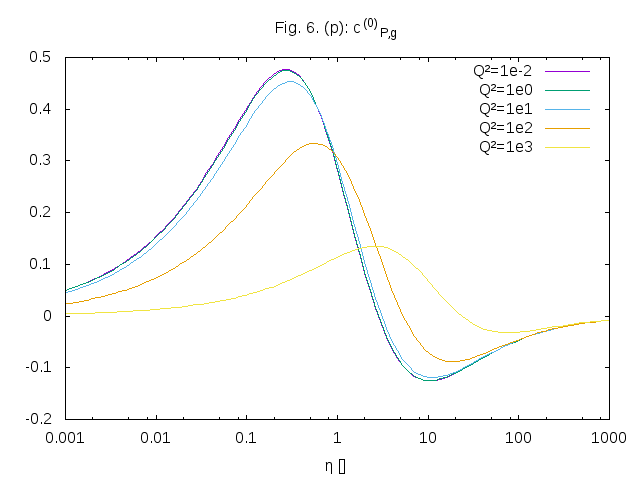 Fig. 6. (p): c^(0)_P,g
0.5
0.4
0.3
0.2
0.1
0
-0.1
-0.2
Q²=1e-2
Q²=1e0
Q²=1e1
Q²=1e2
Q²=1e3
0.001 0.01 0.1 1 10 100 1000
η []